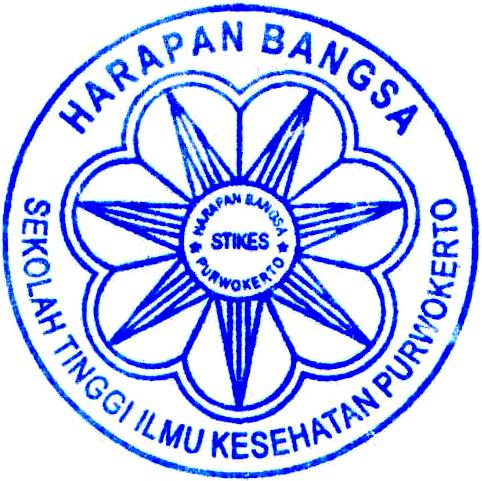 HARAPAN BANGSA
SEKOLAH TINGGI ILMU KESEHATAN PURWOKERTO
HARAPAN BANGSA
STIKES
PURWOKERTO